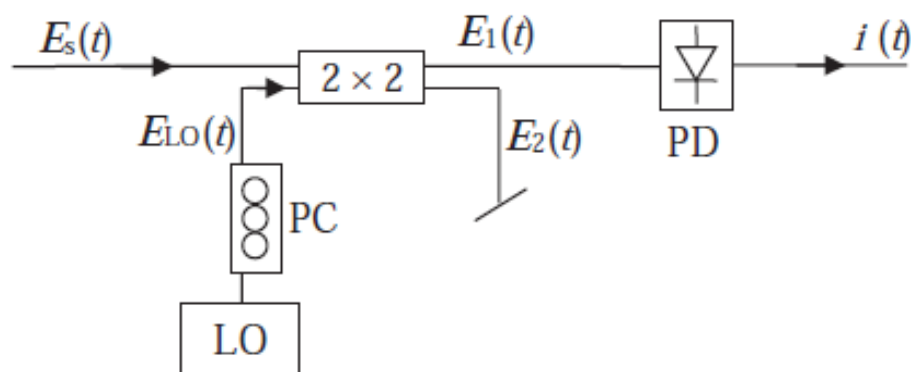 Es(t)
E1(t)
i (t)
2 × 2
ELO(t)
E2(t)
PD
PC
LO